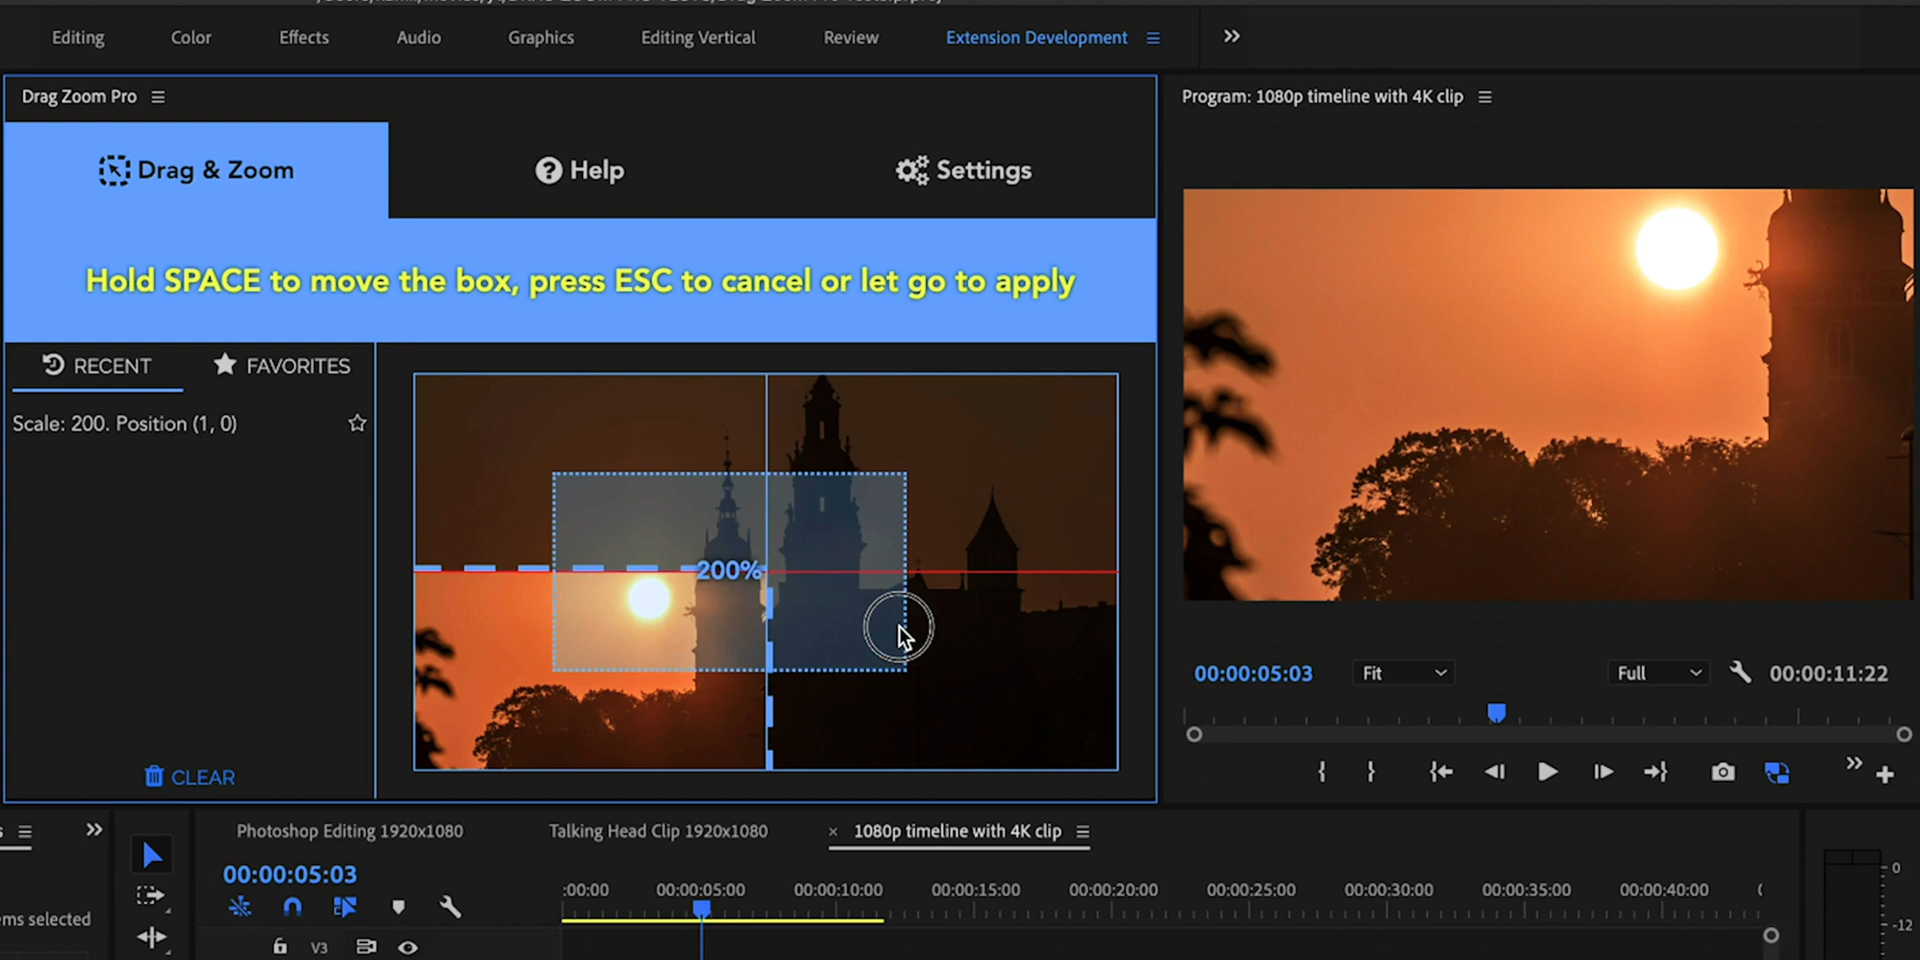 Editing Color Effects Audio Graphics Editing Vertical Review Extension Development
Drag Zoom Pro
Program: 1080p timeline with 4K clip
Drag & Zoom Help Settings
Hold SPACE to move the box, press ESC to cancel or let go to apply
RECENT FAVORITES
Scale: 200. Position (1, 0)
200%
CLEAR
00:00:05:03 Fit Full 00:00:11:22
Photoshop Editing 1920x1080 Talking Head Clip 1920x1080 × 1080p timeline with 4K clip
00:00:05:03
:00:00 00:00:05:00 00:00:10:00 00:00:15:00 00:00:20:00 00:00:25:00 00:00:30:00 00:00:35:00 00:00:40:00
ms selected
V3
0
-12